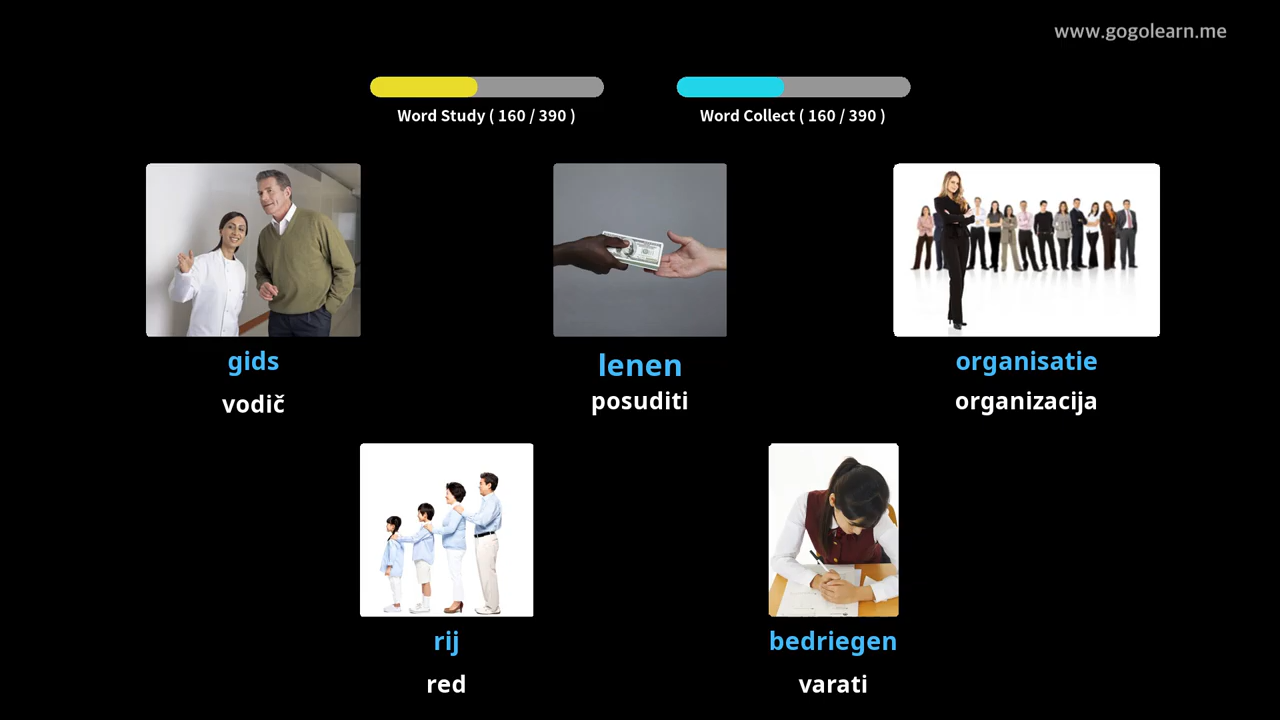 www.gogolearn.me
Word Study ( 160 / 390 )
Word Collect ( 160 / 390 )
gids
vodič
lenen
posuditi
organisatie
organizacija
rij
red
bedriegen
varati